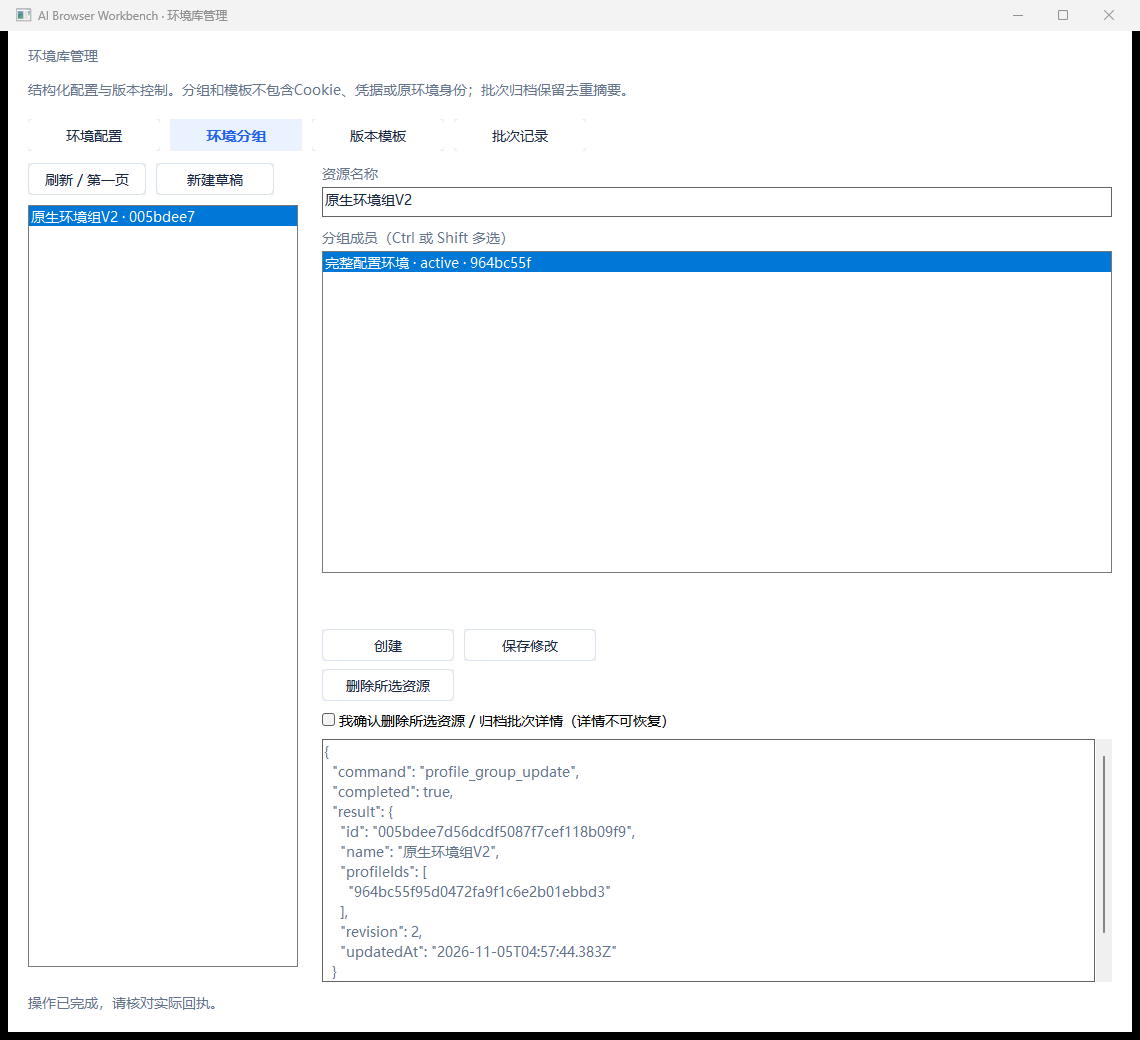 AI Browser Workbench · 环境库管理
环境库管理
结构化配置与版本控制。分组和模板不包含Cookie、凭据或原环境身份；批次归档保留去重摘要。
环境配置 环境分组 版本模板 批次记录
刷新 / 第一页 新建草稿
原生环境组V2 · 005bdee7
资源名称
原生环境组V2
分组成员（Ctrl 或 Shift 多选）
完整配置环境 · active · 964bc55f
创建 保存修改
删除所选资源
我确认删除所选资源 / 归档批次详情（详情不可恢复）
{
"command": "profile_group_update",
"completed": true,
"result": {
"id": "005bdee7d56dcdf5087f7cef118b09f9",
"name": "原生环境组V2",
"profileIds": [
"964bc55f95d0472fa9f1c6e2b01ebbd3"
],
"revision": 2,
"updatedAt": "2026-11-05T04:57:44.383Z"
}
操作已完成，请核对实际回执。